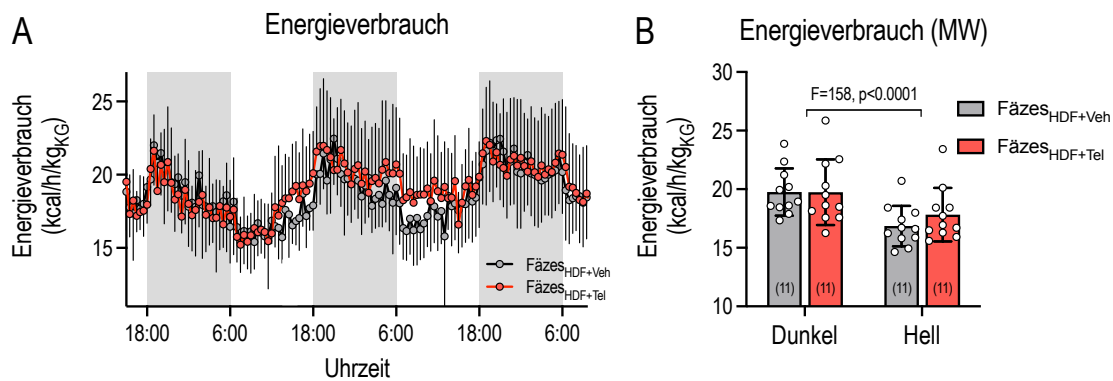 A
Energieverbrauch
Energieverbrauch
(kcal/h/kgKG)
25
20
15
FäzesHDF+Veh
FäzesHDF+Tel
18:00 6:00 18:00 6:00 18:00 6:00
Uhrzeit
B
Energieverbrauch (MW)
Energieverbrauch
(kcal/h/kgKG)
30
25
20
15
10
F=158, p<0.0001
(11) (11) (11) (11)
Dunkel Hell
FäzesHDF+Veh
FäzesHDF+Tel